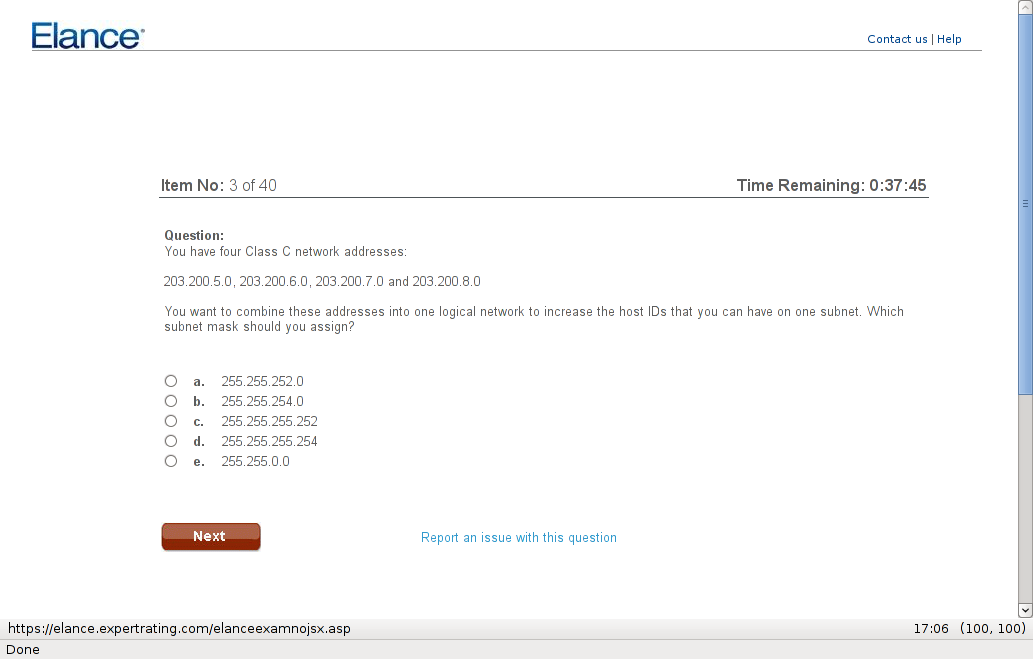 Elance
Contact us | Help
Item No: 3 of 40
Time Remaining: 0:37:45
Question:
You have four Class C network addresses:
203.200.5.0, 203.200.6.0, 203.200.7.0 and 203.200.8.0
You want to combine these addresses into one logical network to increase the host IDs that you can have on one subnet. Which
subnet mask should you assign?
a. 255.255.252.0
b. 255.255.254.0
c. 255.255.255.252
d. 255.255.255.254
e. 255.255.0.0
Next
Report an issue with this question
https://elance.expertrating.com/elanceexamnojsx.asp
17:06 (100, 100)
Done